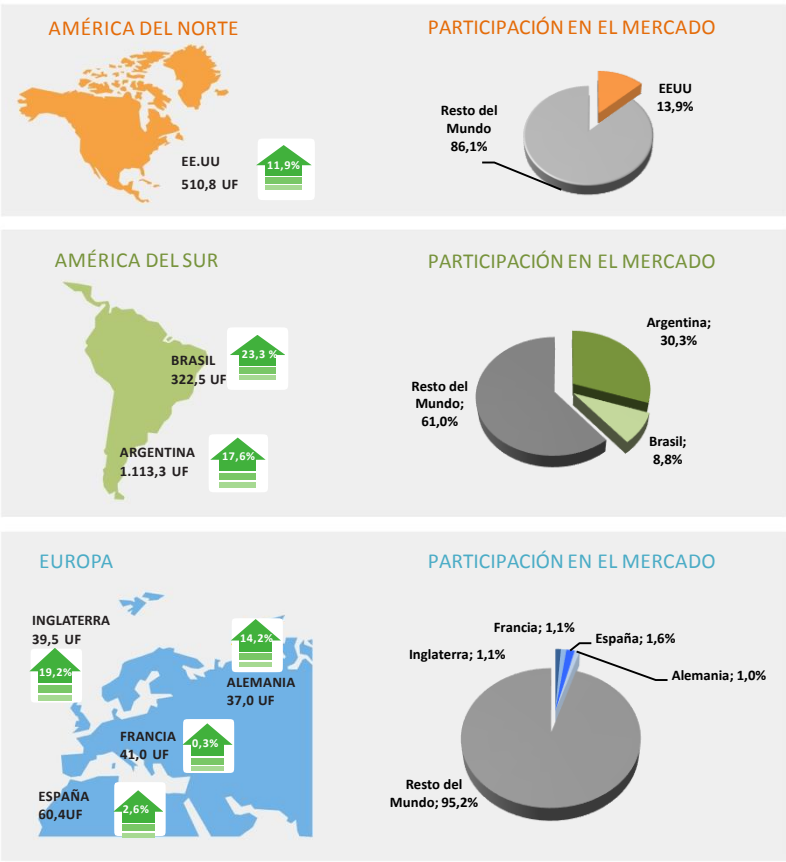 AMÉRICA DEL NORTE
EE.UU
510,8 UF
11,9%
PARTICIPACIÓN EN EL MERCADO
EEUU
13,9%
Resto del
Mundo
86,1%
AMÉRICA DEL SUR
BRASIL
322,5 UF
23,3 %
ARGENTINA
1.113,3 UF
17,6%
PARTICIPACIÓN EN EL MERCADO
Argentina;
30,3%
Resto del
Mundo;
61,0%
Brasil;
8,8%
EUROPA
INGLATERRA
39,5 UF
19,2%
14,2%
ALEMANIA
37,0 UF
FRANCIA
41,0 UF
0,3%
ESPAÑA
60,4UF
2,6%
PARTICIPACIÓN EN EL MERCADO
Francia; 1,1%
España; 1,6%
Inglaterra; 1,1%
Alemania; 1,0%
Resto del
Mundo; 95,2%